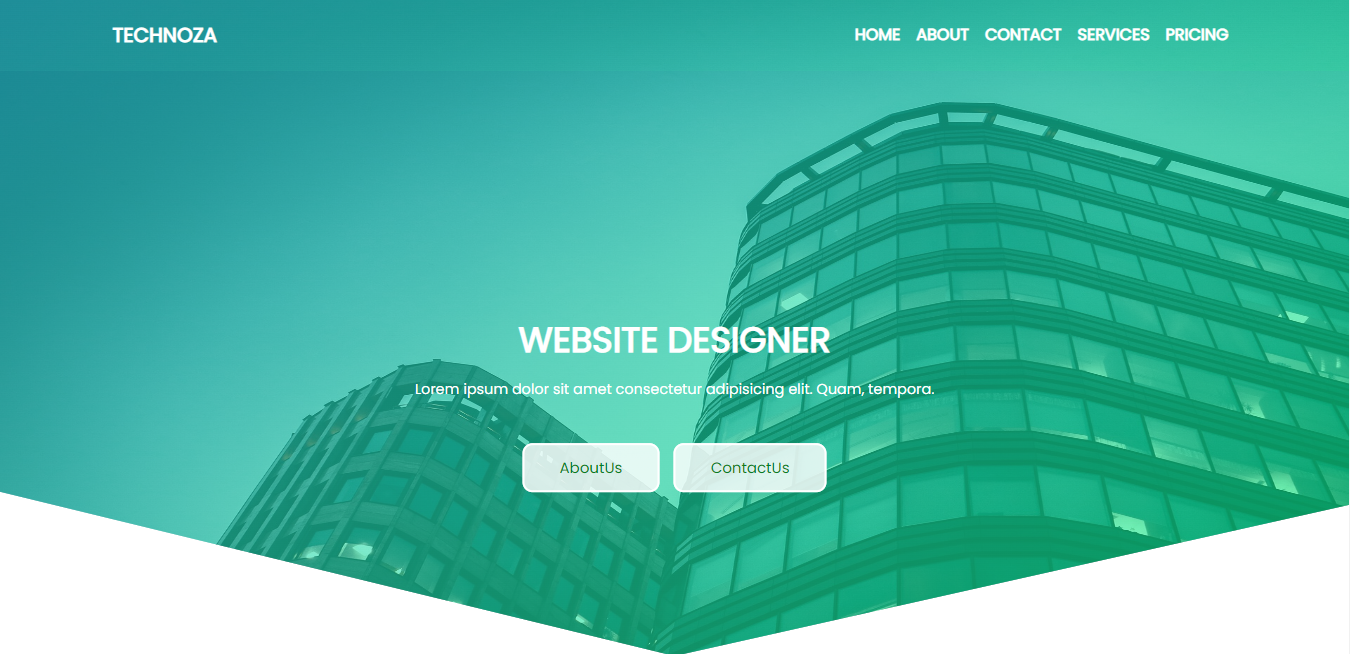 TECHNOZA
HOME ABOUT CONTACT SERVICES PRICING
WEBSITE DESIGNER
Lorem ipsum dolor sit amet consectetur adipisicing elit. Quam, tempora.
AboutUs ContactUs